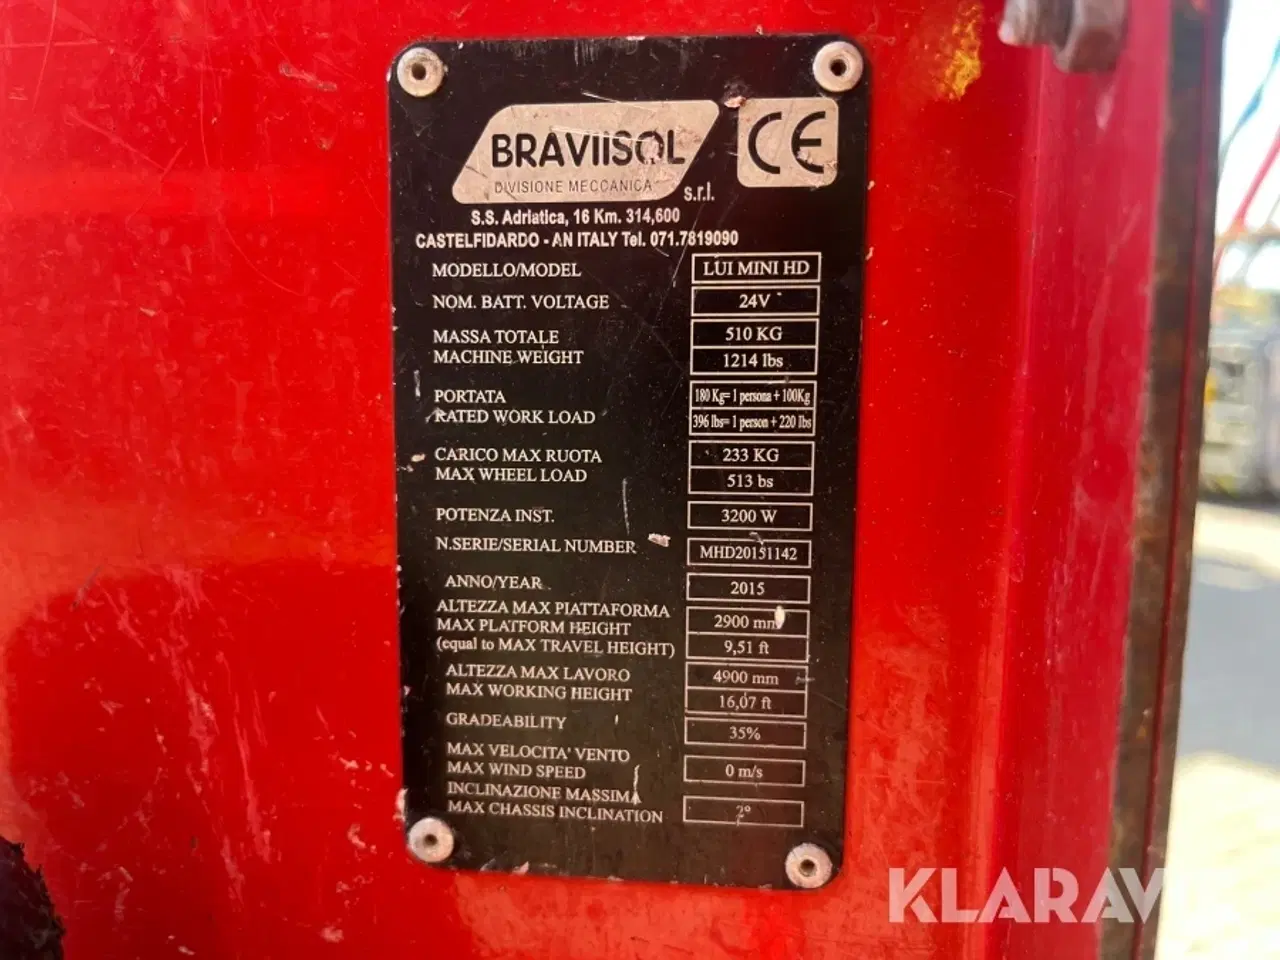 BRAVIISOL
DIVISIONE MECCANICA
s.r.l.
CE
S.S. Adriatica, 16 Km. 314,600
CASTELFIDARDO - AN ITALY Tel. 071.7819090
MODELLO/MODEL LUI MINI HD
NOM. BATT. VOLTAGE 24V
MASSA TOTALE 510 KG
MACHINE WEIGHT 1214 lbs
PORTATA 180 Kg= 1 persona + 100Kg
RATED WORK LOAD 396 lbs= 1 person + 220 lbs
CARICO MAX RUOTA 233 KG
MAX WHEEL LOAD 513 bs
POTENZA INST. 3200 W
N.SERIE/SERIAL NUMBER MHD20151142
ANNO/YEAR 2015
ALTEZZA MAX PIATTAFORMA
MAX PLATFORM HEIGHT 2900 mm
(equal to MAX TRAVEL HEIGHT) 9,51 ft
ALTEZZA MAX LAVORO 4900 mm
MAX WORKING HEIGHT 16,07 ft
GRADEABILITY 35%
MAX VELOCITA' VENTO
MAX WIND SPEED 0 m/s
INCLINAZIONE MASSIMA
MAX CHASSIS INCLINATION 2°
KLARAVIK